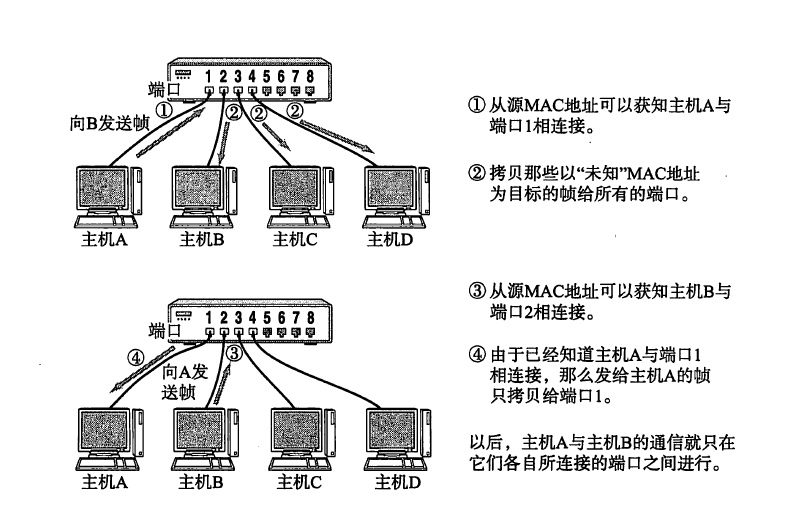 1 2 3 4 5 6 7 8
端口
①
②
②
②
向B发送帧
主机A
主机B
主机C
主机D
①从源MAC地址可以获知主机A与
端口1相连接。
②拷贝那些以“未知”MAC地址
为目标的帧给所有的端口。
1 2 3 4 5 6 7 8
端口
④
③
向A发
送帧
主机A
主机B
主机C
主机D
③从源MAC地址可以获知主机B与
端口2相连接。
④由于已经知道主机A与端口1
相连接，那么发给主机A的帧
只拷贝给端口1。
以后，主机A与主机B的通信就只在
它们各自所连接的端口之间进行。